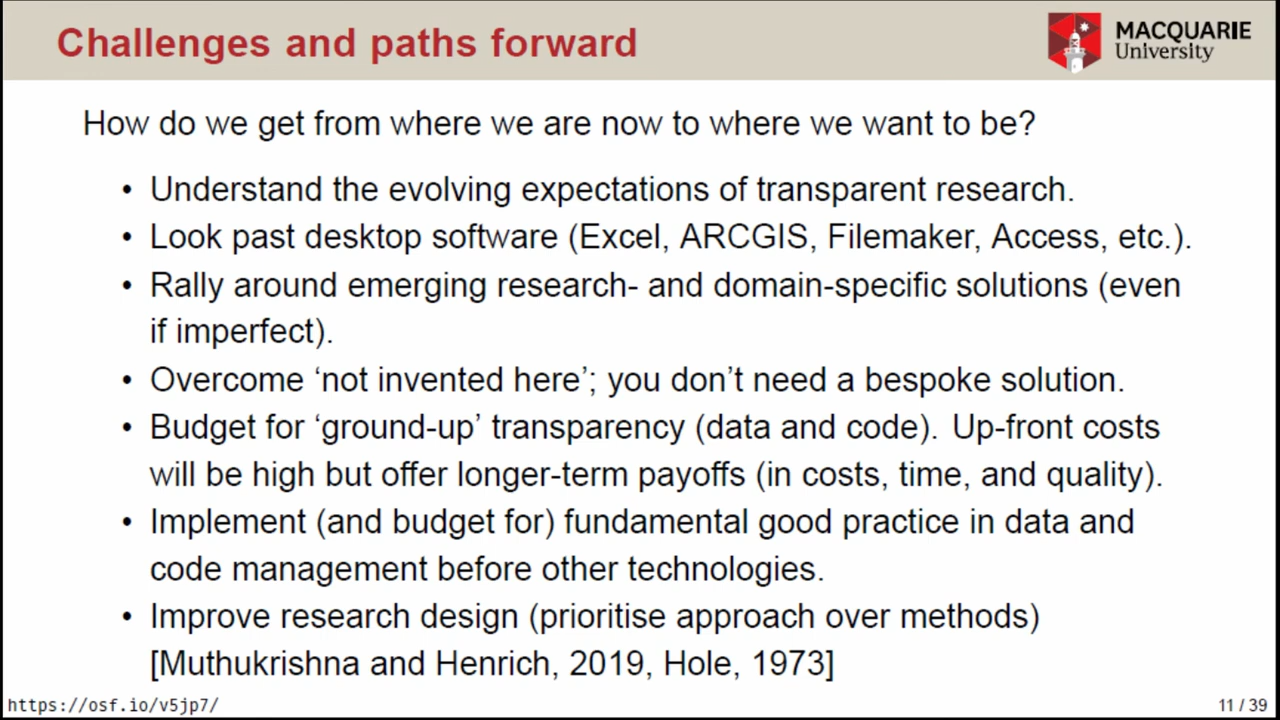 Challenges and paths forward
MACQUARIE
University
How do we get from where we are now to where we want to be?
• Understand the evolving expectations of transparent research.
• Look past desktop software (Excel, ARCGIS, Filemaker, Access, etc.).
• Rally around emerging research- and domain-specific solutions (even
if imperfect).
• Overcome ‘not invented here’; you don’t need a bespoke solution.
• Budget for ‘ground-up’ transparency (data and code). Up-front costs
will be high but offer longer-term payoffs (in costs, time, and quality).
• Implement (and budget for) fundamental good practice in data and
code management before other technologies.
• Improve research design (prioritise approach over methods)
[Muthukrishna and Henrich, 2019, Hole, 1973]
https://osf.io/v5jp7/
11 / 39